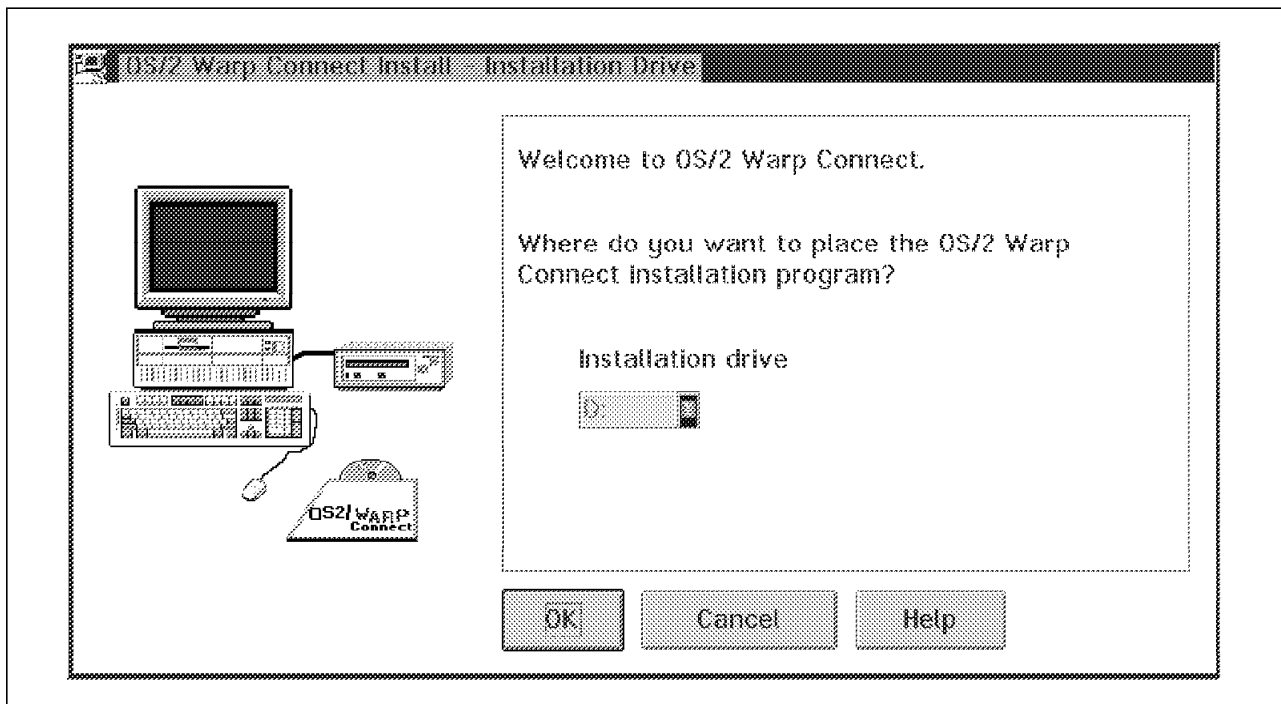 OS/2 Warp Connect Install - Installation Drive
Welcome to OS/2 Warp Connect.
Where do you want to place the OS/2 Warp
Connect installation program?
Installation drive
D:
OS2/WARP
Connect
OK
Cancel
Help